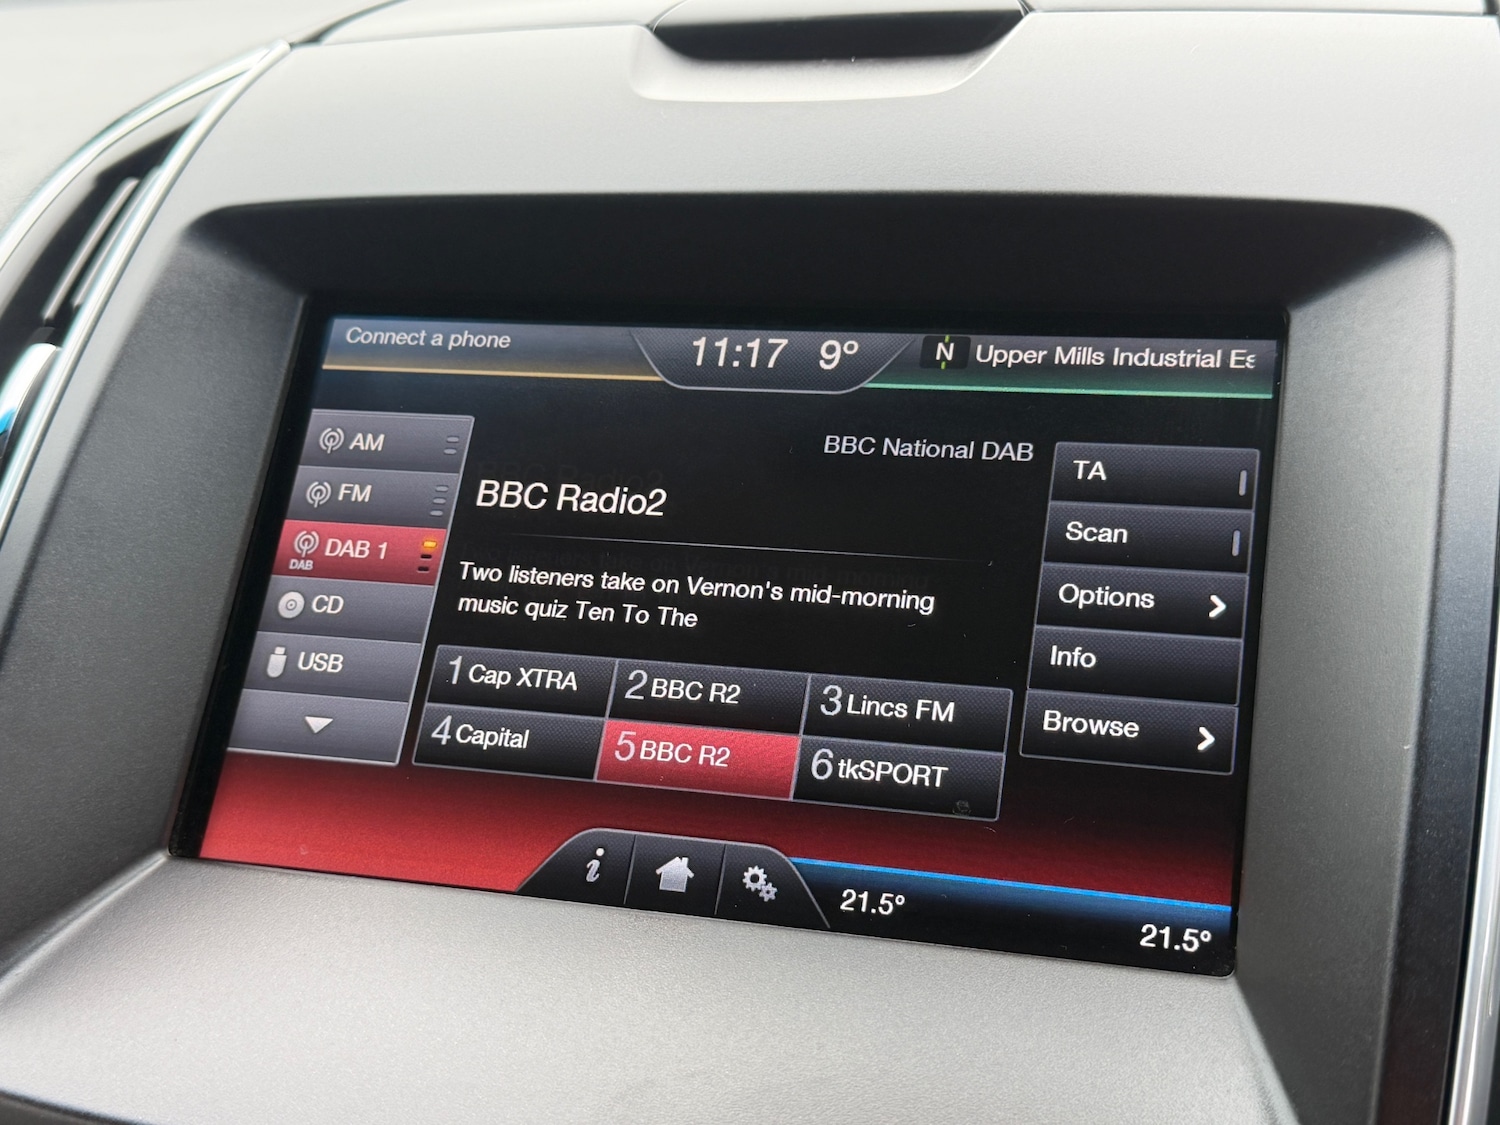 Connect a phone
11:17 9°
N Upper Mills Industrial Es
AM
FM
DAB 1
DAB
CD
USB
BBC National DAB
BBC Radio2
Two listeners take on Vernon's mid-morning
music quiz Ten To The
1 Cap XTRA
2 BBC R2
3 Lincs FM
4 Capital
5 BBC R2
6 tkSPORT
TA
Scan
Options
Info
Browse
i
21.5°
21.5°